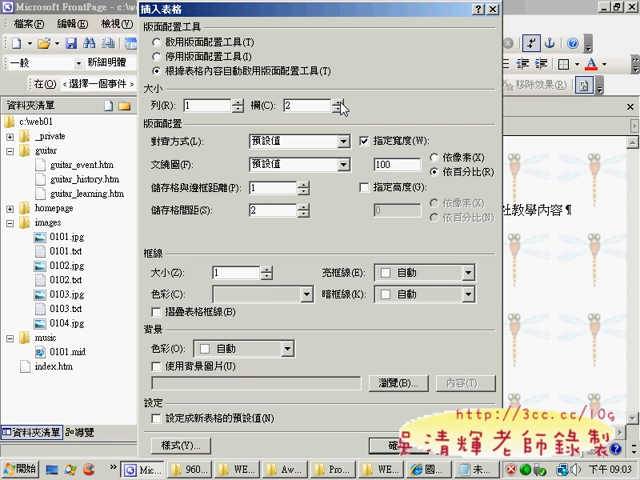 Microsoft FrontPage - c:\we
插入表格
檔案(F) 編輯(E) 檢視(V)
一般
新細明體
在(O)
<選擇一個事件>
移除效果(R)
資料夾清單
c:\web01
_private
guitar
guitar_event.htm
guitar_history.htm
guitar_learning.htm
homepage
images
0101.jpg
0101.txt
0102.jpg
0102.txt
0103.jpg
0103.txt
0104.jpg
music
0101.mid
index.htm
資料夾清單 導覽
版面配置工具
啟用版面配置工具(T)
停用版面配置工具(I)
根據表格內容自動啟用版面配置工具(T)
大小
列(R): 1 欄(C): 2
版面配置
對齊方式(L): 預設值 指定寬度(W):
文繞圖(F): 預設值 100 依像素(X)
依百分比(R)
儲存格與邊框距離(P): 1 指定高度(G):
儲存格間距(S): 2 0 依像素(X)
依百分比(N)
框線
大小(Z): 1 亮框線(E): 自動
色彩(C): 暗框線(K): 自動
摺疊表格框線(B)
背景
色彩(O): 自動
使用背景圖片(U)
瀏覽(B)... 內容(T)...
設定
設定成新表格的預設值(N)
樣式(Y)... 確
社教學內容
http://3cc.cc/10g
吳清輝老師錄製
開始 Mic... 960... WE... Aw... Pro... WE... 國... 未... 下午 09:03